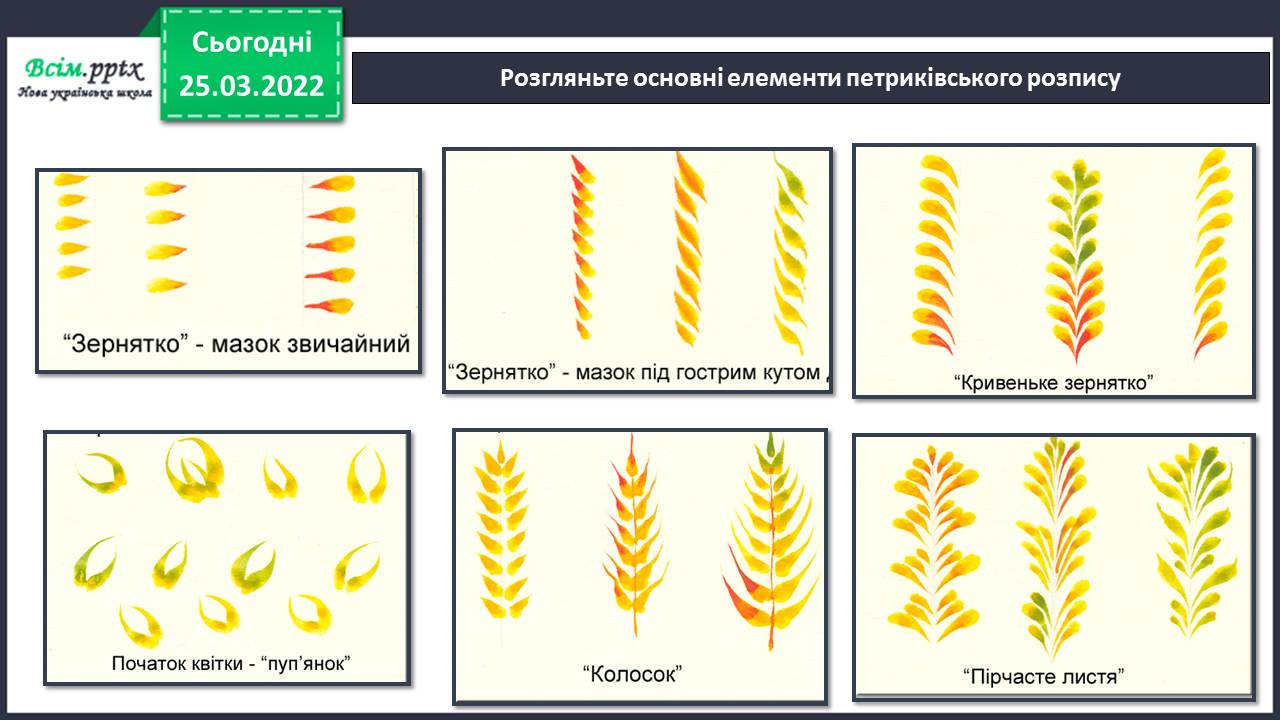 Всім.pptx
Нова українська школа
Сьогодні
25.03.2022
Розгляньте основні елементи петриківського розпису
“Зернятко” - мазок звичайний
“Зернятко” - мазок під гострим кутом
“Кривеньке зернятко”
Початок квітки - “пуп’янок”
“Колосок”
“Пірчасте листя”